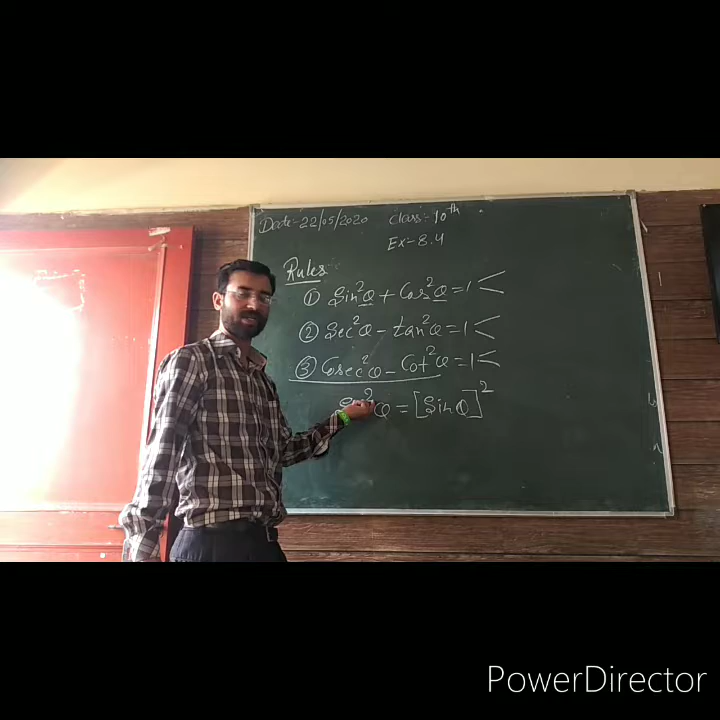 Date:- 22/05/2020 Class:- 10th
Ex-8.4
Rules:-
① Sin²θ + Cos²θ = 1 <
② Sec²θ - tan²θ = 1 <
③ Cosec²θ - Cot²θ = 1 <
θ = [Sinθ]²
PowerDirector